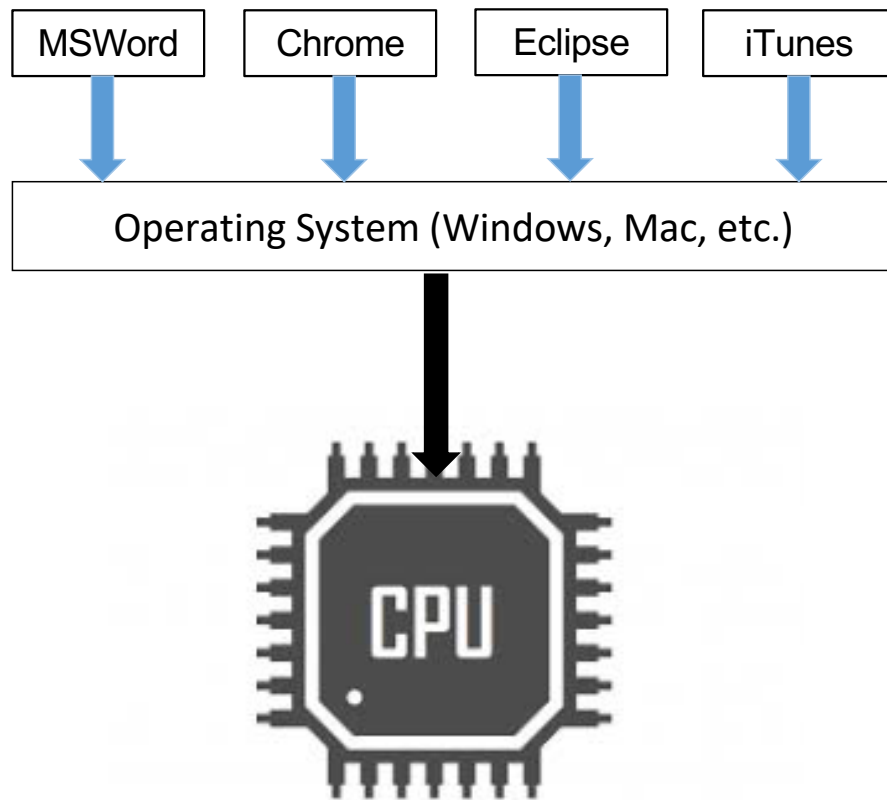 MSWord
Chrome
Eclipse
iTunes
Operating System (Windows, Mac, etc.)
CPU